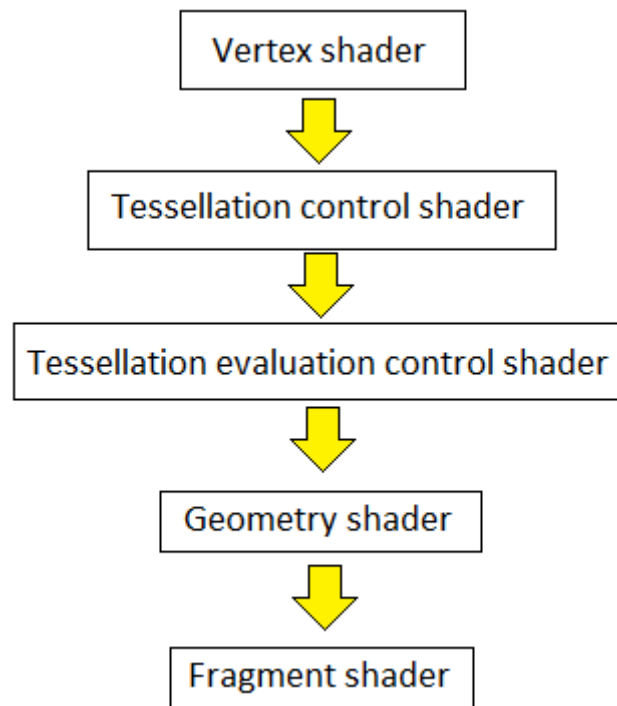 Vertex shader
Tessellation control shader
Tessellation evaluation control shader
Geometry shader
Fragment shader